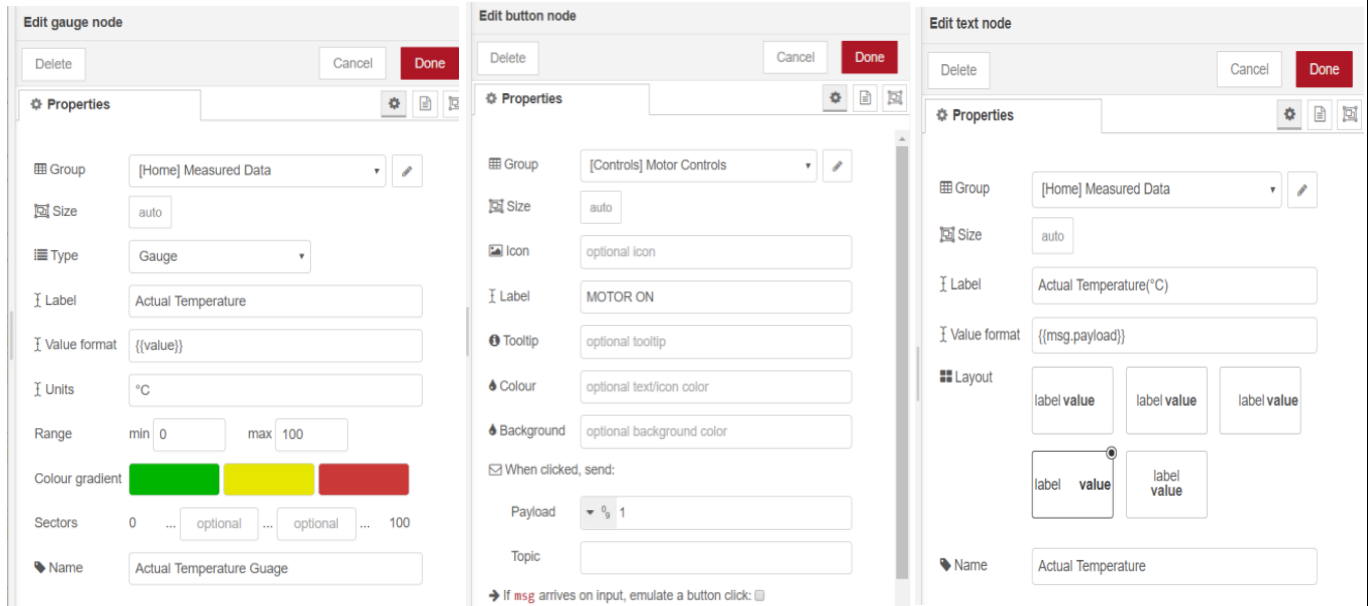 Edit gauge node
Delete
Cancel
Done
Properties
Group
[Home] Measured Data
Size
auto
Type
Gauge
Label
Actual Temperature
Value format
{{value}}
Units
°C
Range
min
0
max
100
Colour gradient
Sectors
0
...
optional
...
optional
...
100
Name
Actual Temperature Guage
Edit button node
Delete
Cancel
Done
Properties
Group
[Controls] Motor Controls
Size
auto
Icon
optional icon
Label
MOTOR ON
Tooltip
optional tooltip
Colour
optional text/icon color
Background
optional background color
When clicked, send:
Payload
0
9
1
Topic
If msg arrives on input, emulate a button click:
Edit text node
Delete
Cancel
Done
Properties
Group
[Home] Measured Data
Size
auto
Label
Actual Temperature(°C)
Value format
{{msg.payload}}
Layout
label value
label value
label value
label value
label
value
Name
Actual Temperature